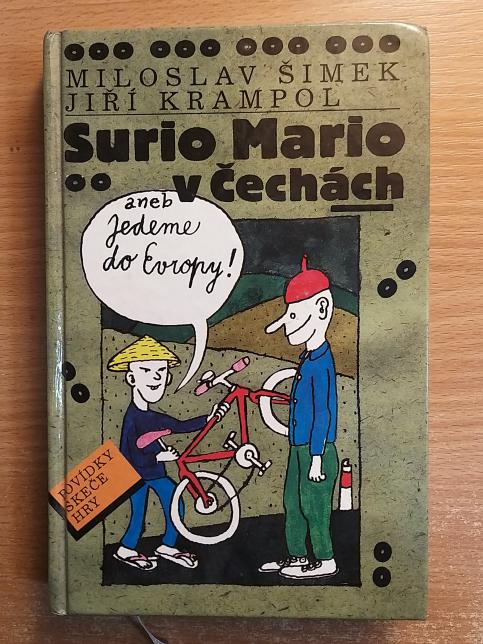 MILOSLAV ŠIMEK
JIŘÍ KRAMPOL
Surio Mario
v Čechách
aneb
Jedeme
do Evropy!
POVÍDKY
SKEČE
HRY